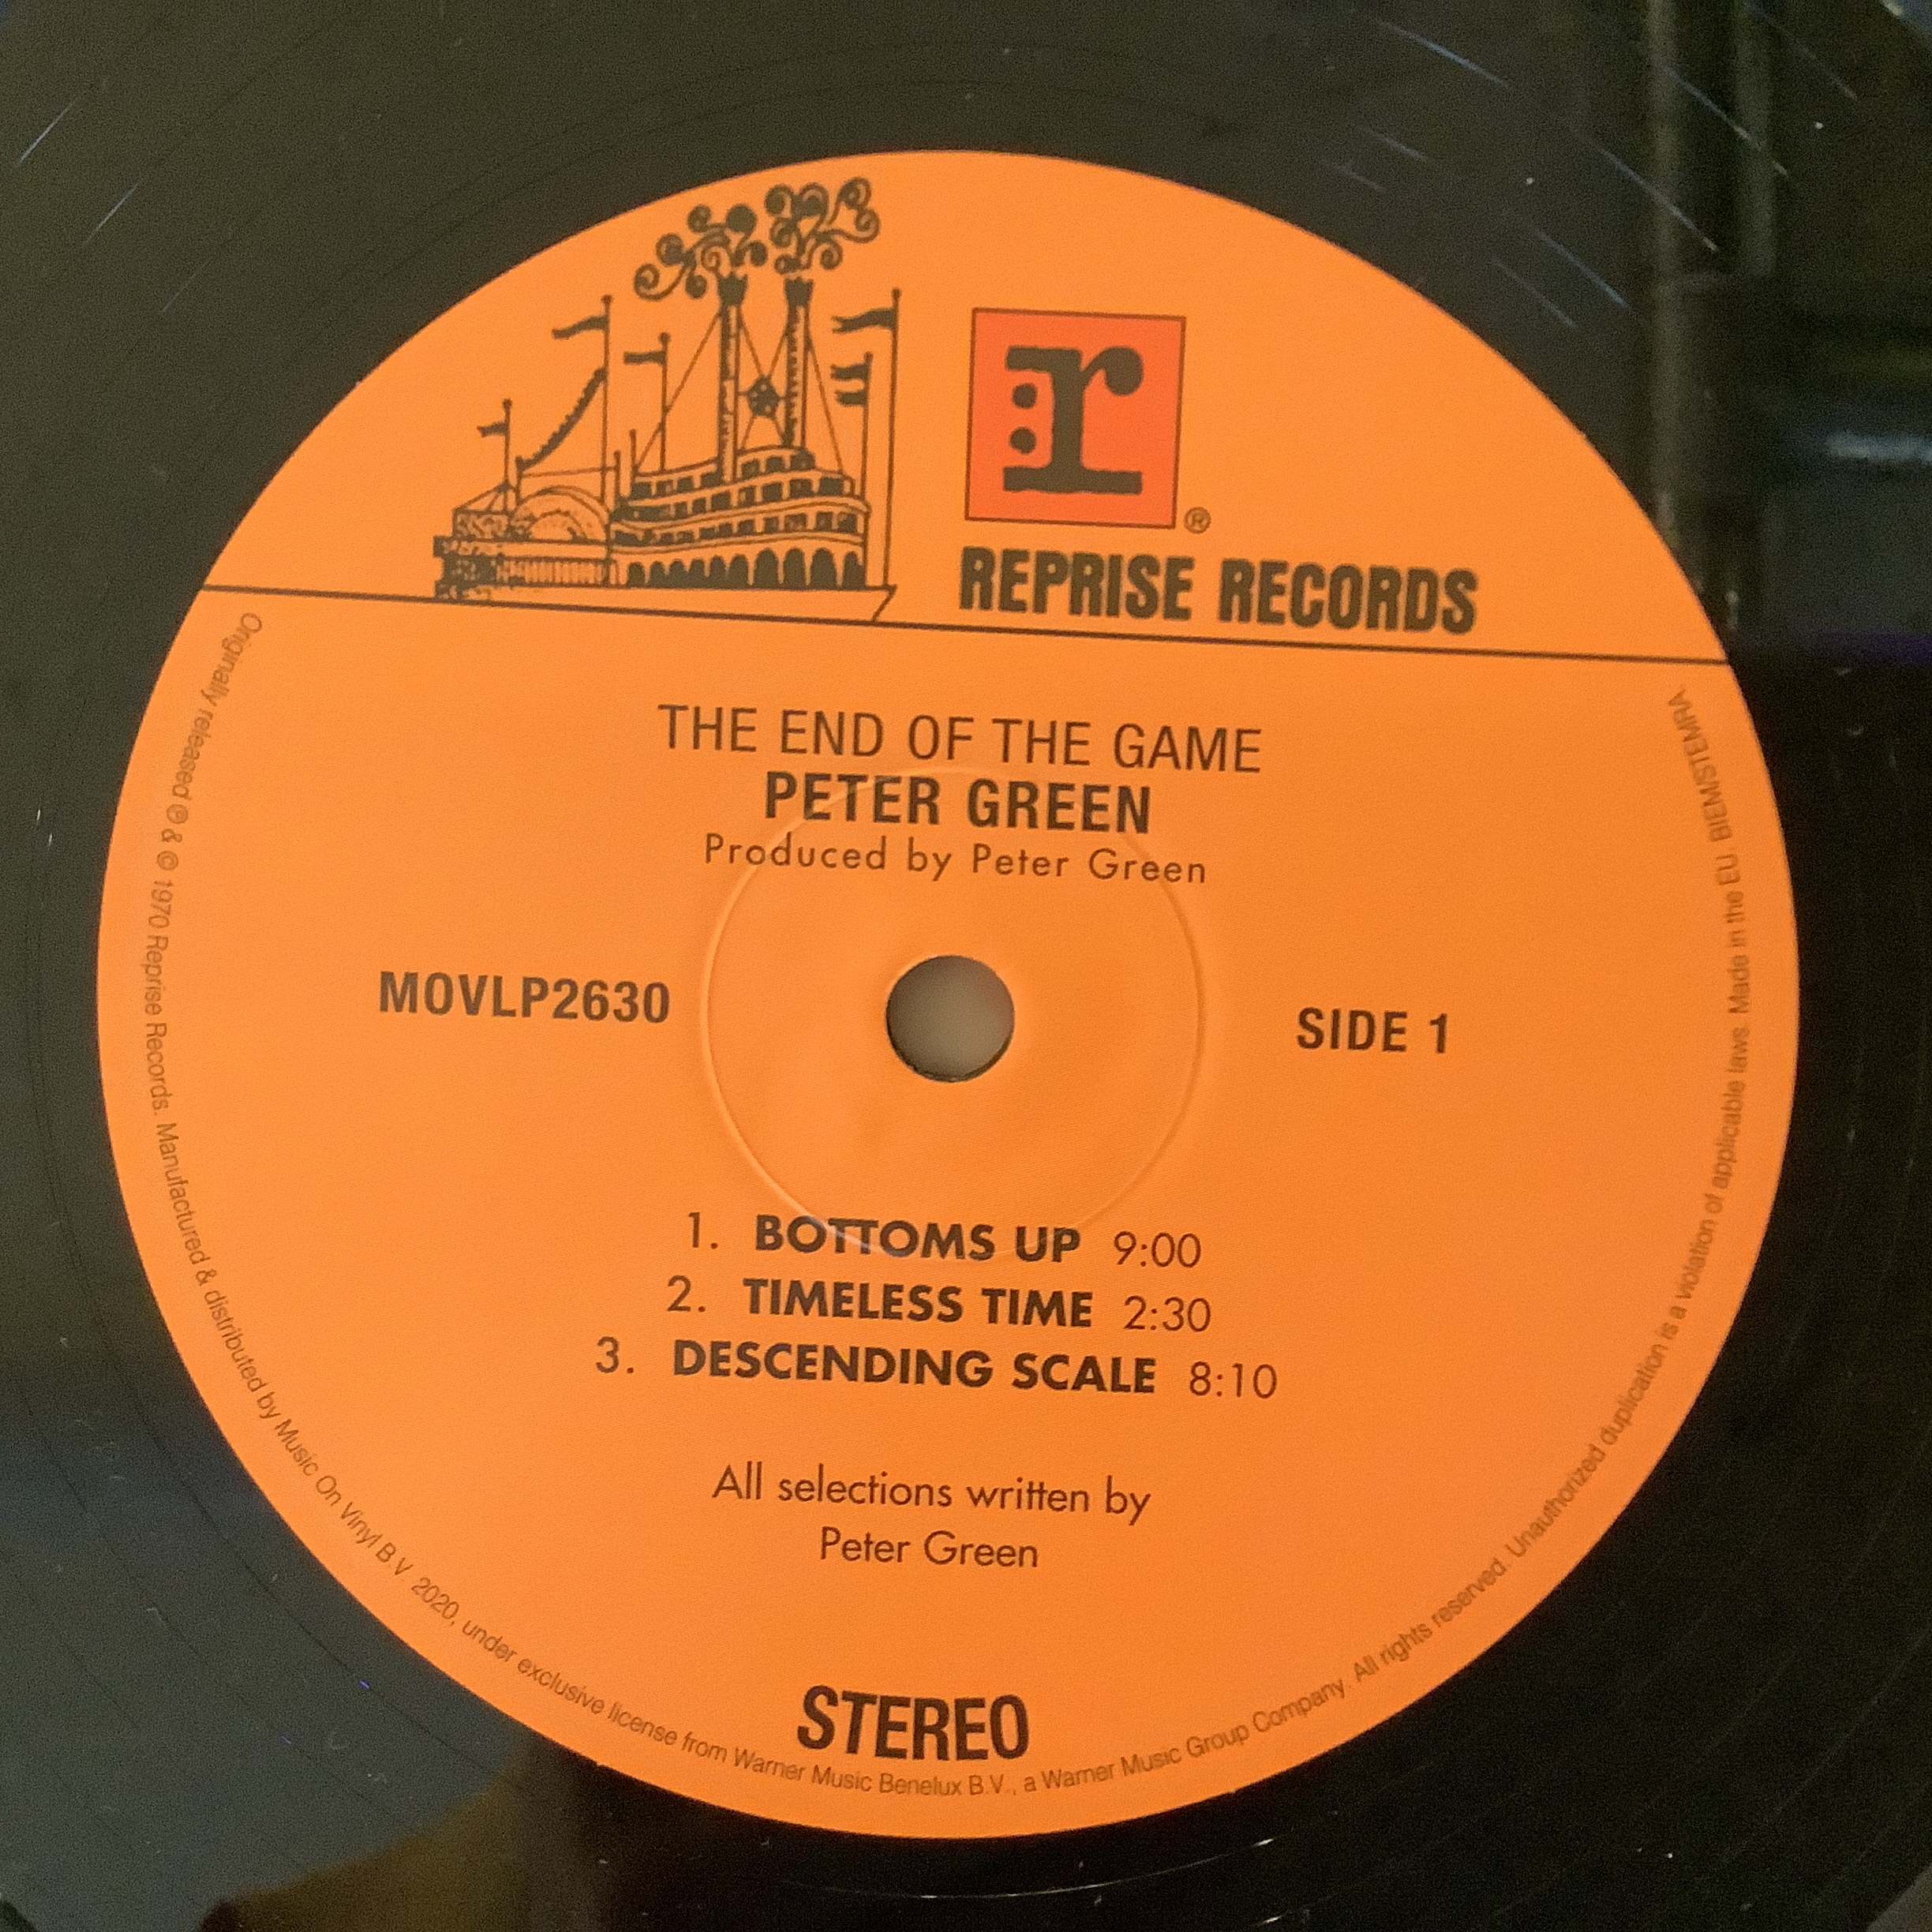 r
®
REPRISE RECORDS
THE END OF THE GAME
PETER GREEN
Produced by Peter Green
MOVLP2630
SIDE 1
1. BOTTOMS UP 9:00
2. TIMELESS TIME 2:30
3. DESCENDING SCALE 8:10
All selections written by
Peter Green
STEREO
Originally released ℗ & © 1970 Reprise Records. Manufactured & distributed by Music On Vinyl B.V. 2020, under exclusive license from Warner Music Benelux B.V., a Warner Music Group Company. All rights reserved. Unauthorized duplication is a violation of applicable laws. Made in the EU. BIEM/STEMRA